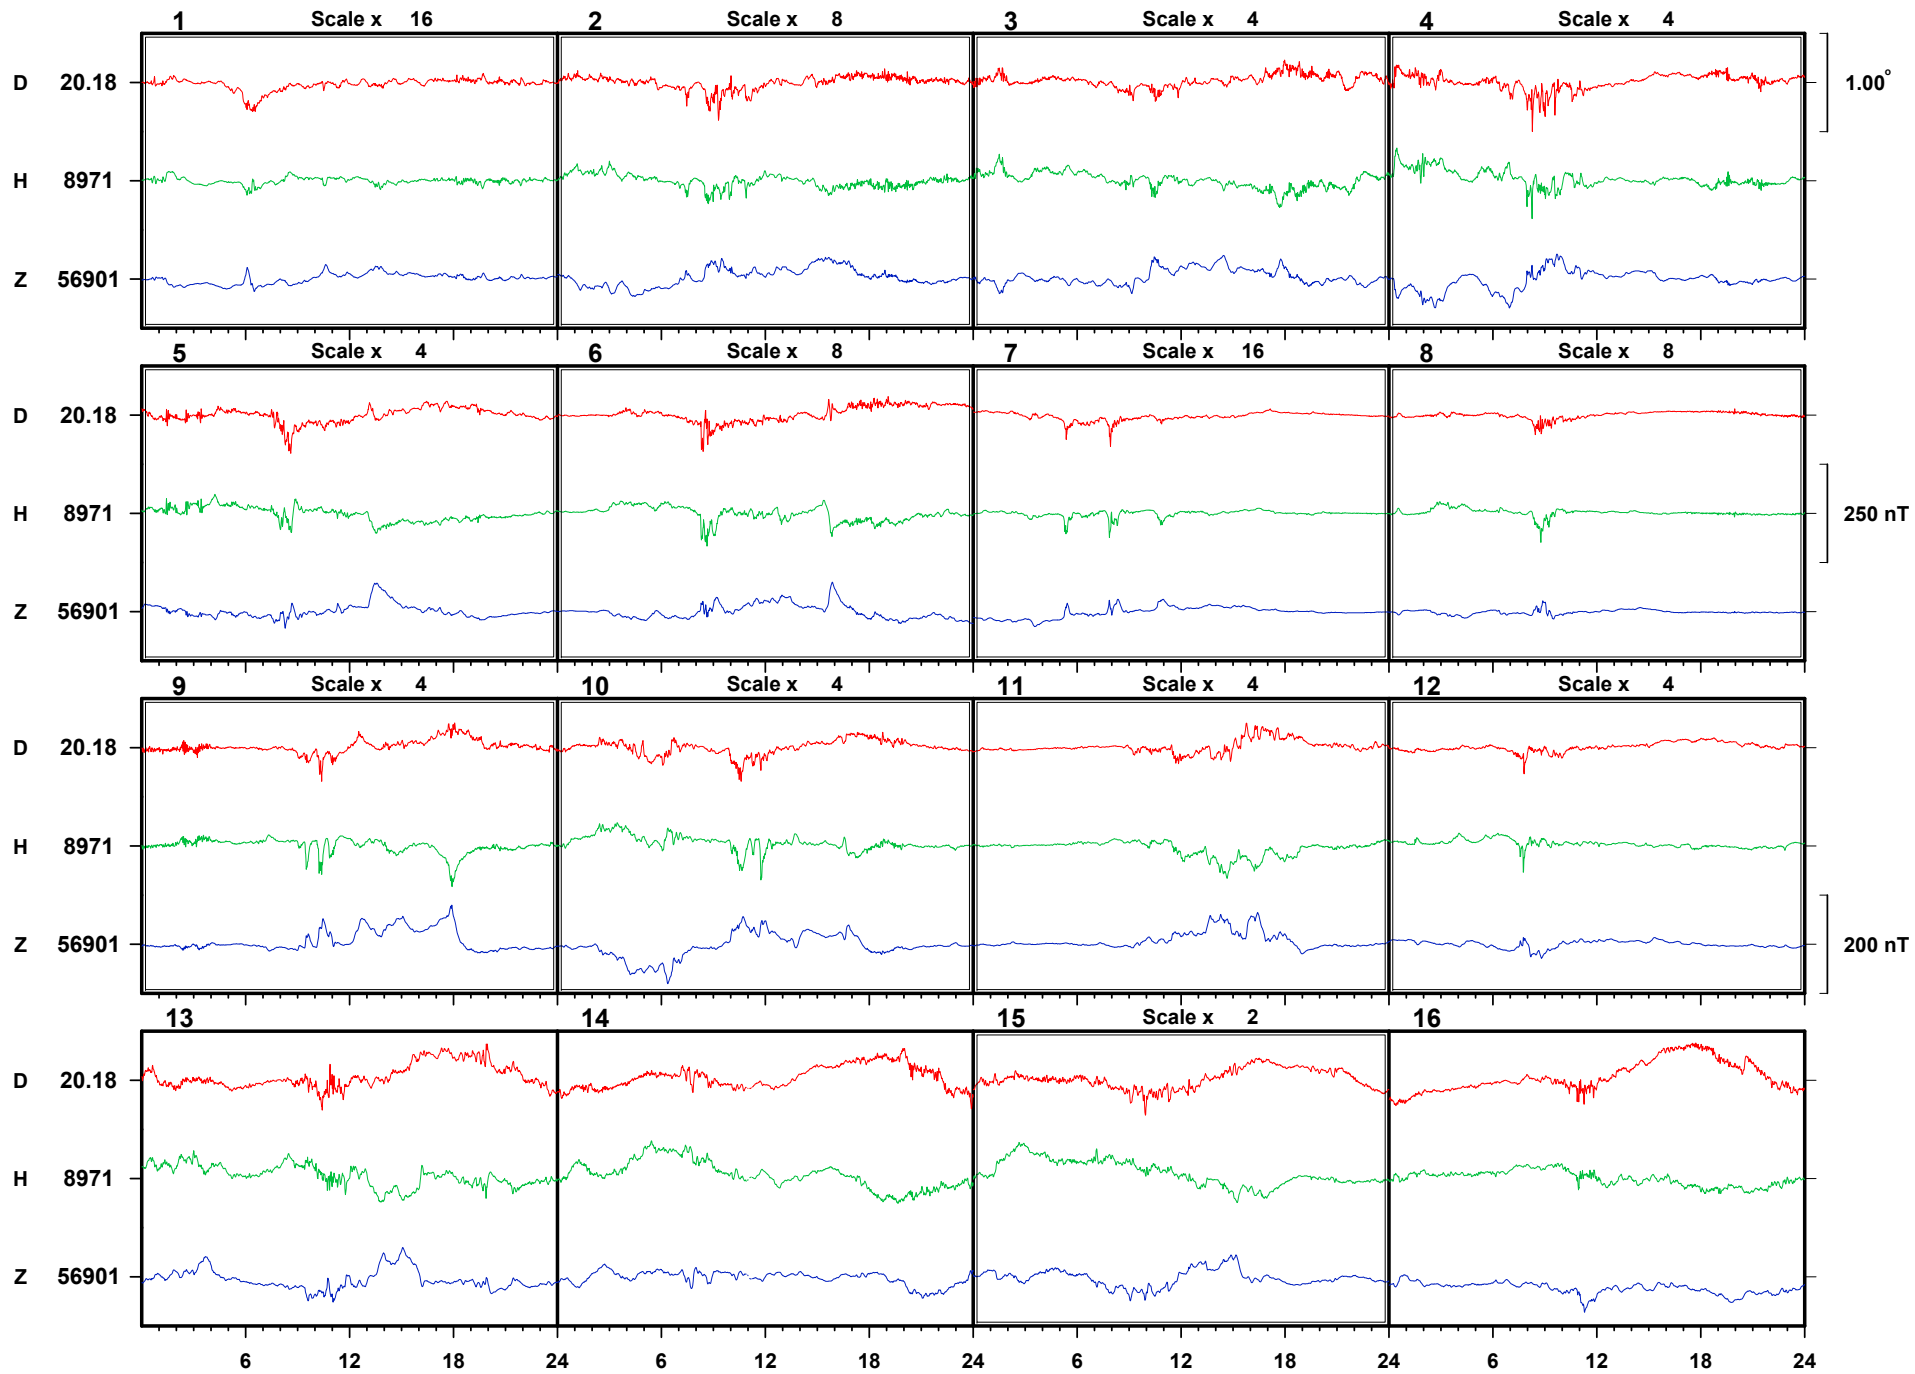 1 Scale x 16 2 Scale x 8 3 Scale x 4 4 Scale x 4
D 20.18 1.00°
H 8971
Z 56901
5 Scale x 4 6 Scale x 8 7 Scale x 16 8 Scale x 8
D 20.18
H 8971 250 nT
Z 56901
9 Scale x 4 10 Scale x 4 11 Scale x 4 12 Scale x 4
D 20.18
H 8971
Z 56901 200 nT
13 14 15 Scale x 2 16
D 20.18
H 8971
Z 56901
6 12 18 24 6 12 18 24 6 12 18 24 6 12 18 24